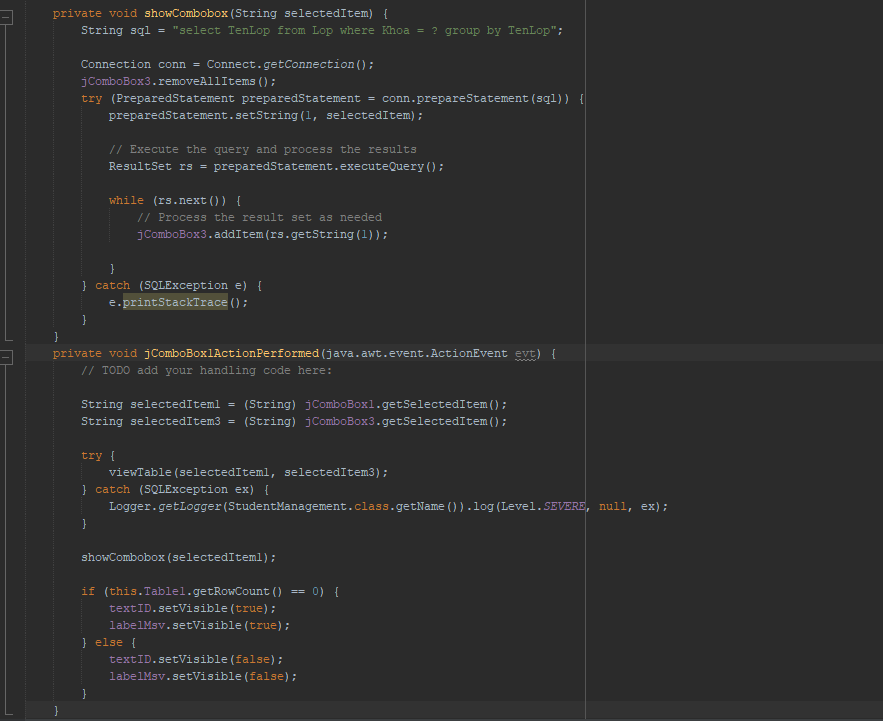 private void showCombobox(String selectedItem) {
String sql = "select TenLop from Lop where Khoa = ? group by TenLop";
Connection conn = Connect.getConnection();
jComboBox3.removeAllItems();
try (PreparedStatement preparedStatement = conn.prepareStatement(sql)) {
preparedStatement.setString(1, selectedItem);
// Execute the query and process the results
ResultSet rs = preparedStatement.executeQuery();
while (rs.next()) {
// Process the result set as needed
jComboBox3.addItem(rs.getString(1));
}
} catch (SQLException e) {
e.printStackTrace();
}
}
private void jComboBox1ActionPerformed(java.awt.event.ActionEvent evt) {
// TODO add your handling code here:
String selectedItem1 = (String) jComboBox1.getSelectedItem();
String selectedItem3 = (String) jComboBox3.getSelectedItem();
try {
viewTable(selectedItem1, selectedItem3);
} catch (SQLException ex) {
Logger.getLogger(StudentManagement.class.getName()).log(Level.SEVERE, null, ex);
}
showCombobox(selectedItem1);
if (this.Table1.getRowCount() == 0) {
textID.setVisible(true);
labelMsv.setVisible(true);
} else {
textID.setVisible(false);
labelMsv.setVisible(false);
}
}